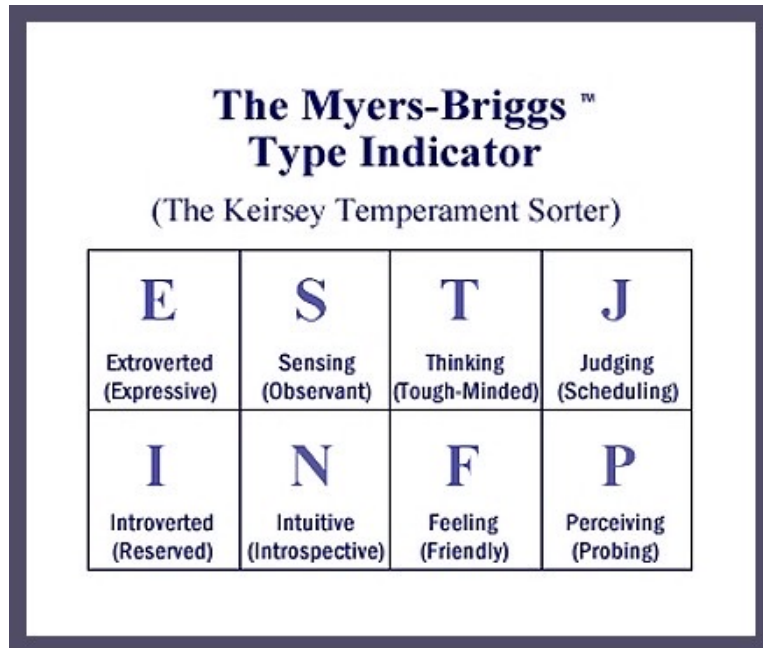 The Myers-Briggs ™
Type Indicator
(The Keirsey Temperament Sorter)
E S T J
Extroverted Sensing Thinking Judging
(Expressive) (Observant) (Tough-Minded) (Scheduling)
I N F P
Introverted Intuitive Feeling Perceiving
(Reserved) (Introspective) (Friendly) (Probing)